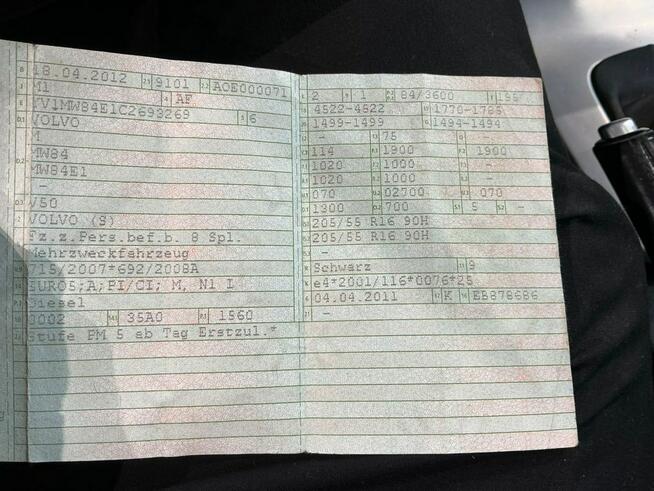 18.04.2012 9101 AOE000071
M1 AF
YV1MW84E1C2693269 6
VOLVO
M
MW84
MW84E1
-
V50
VOLVO (S)
Fz.z.Pers.bef.b. 8 Spl.
Mehrzweckfahrzeug
715/2007*692/2008A
EURO5;A;PI/CI; M, N1 I
Diesel
0002 35A0 1560
Stufe PM 5 ab Tag Erstzul.*
2 1 84/3600 195
4522-4522 1770-1785
1499-1499 1494-1494
- 75
114 1900 1900
1020 1000 -
1020 1000 -
070 02700 070
1300 700 5 -
205/55 R16 90H
205/55 R16 90H
-
Schwarz 9
e4*2001/116*0076*25
04.04.2011 K EB878686
-